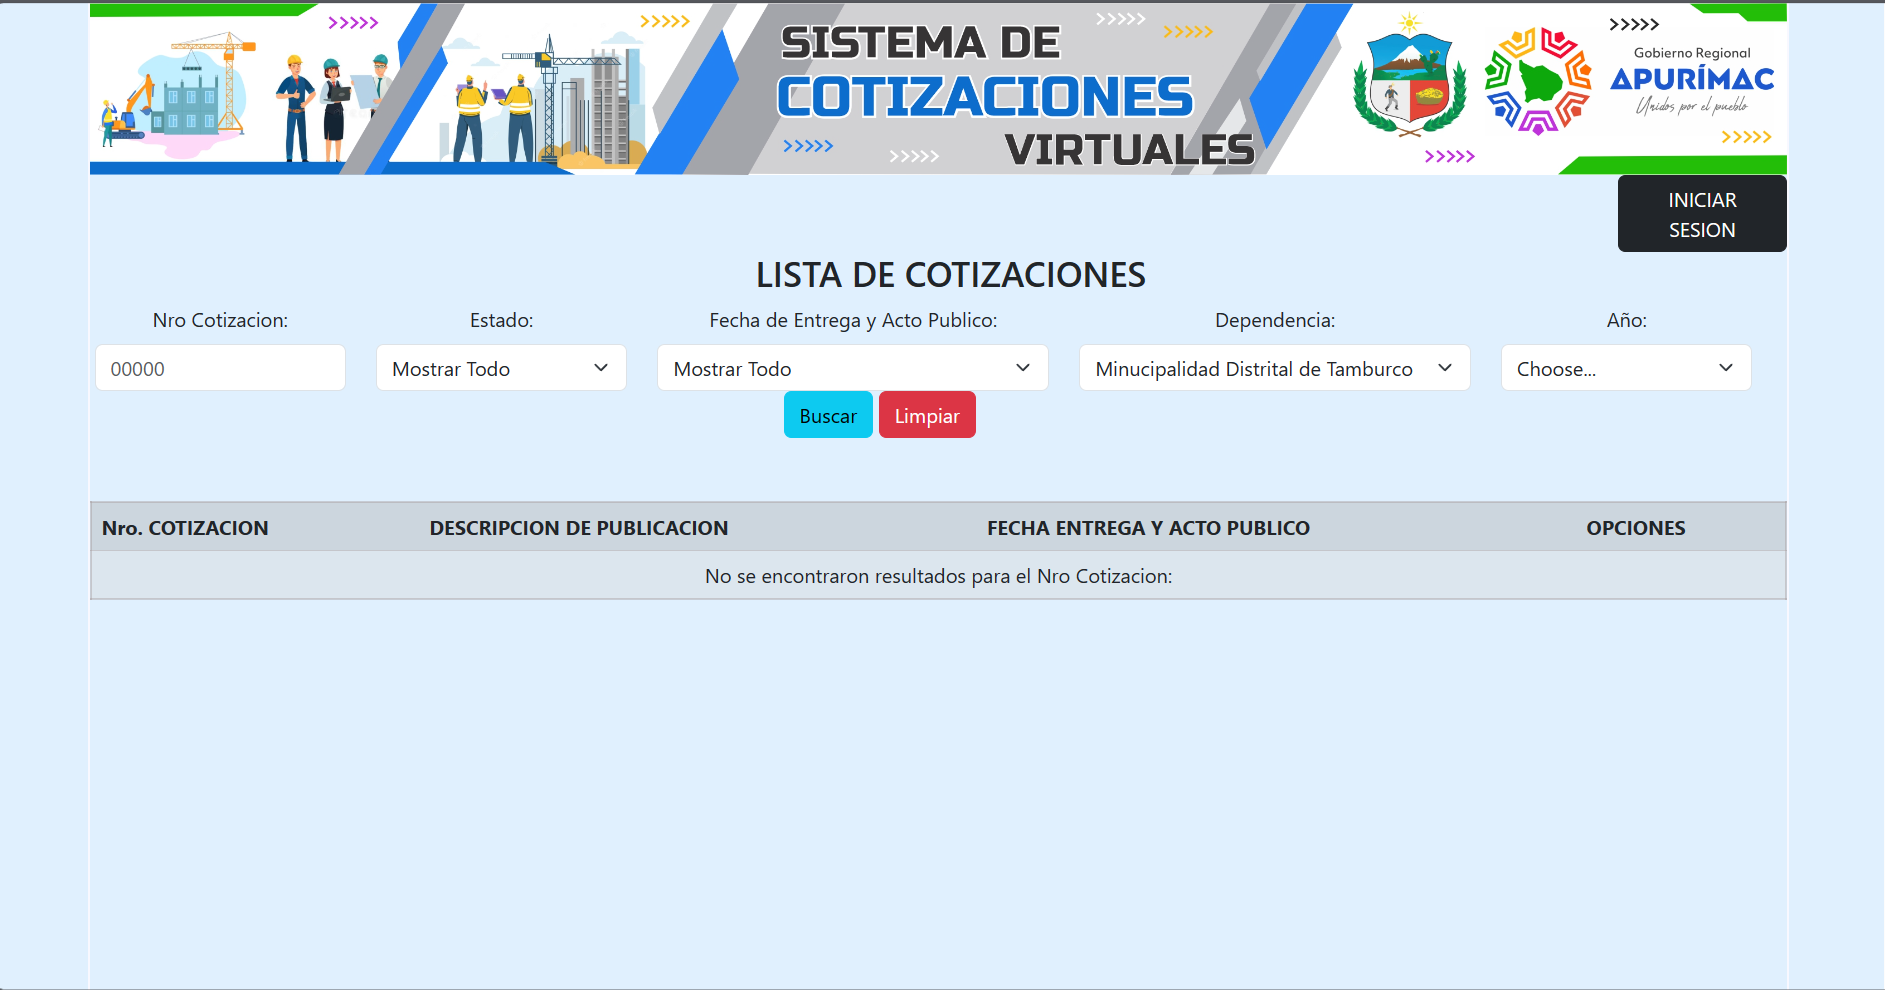 SISTEMA DE
COTIZACIONES
VIRTUALES
Gobierno Regional
APURÍMAC
Unidos por el pueblo
INICIAR
SESION
LISTA DE COTIZACIONES
Nro Cotizacion: Estado: Fecha de Entrega y Acto Publico: Dependencia: Año:
00000 Mostrar Todo Mostrar Todo Minucipalidad Distrital de Tamburco Choose...
Buscar Limpiar
Nro. COTIZACION DESCRIPCION DE PUBLICACION FECHA ENTREGA Y ACTO PUBLICO OPCIONES
No se encontraron resultados para el Nro Cotizacion: